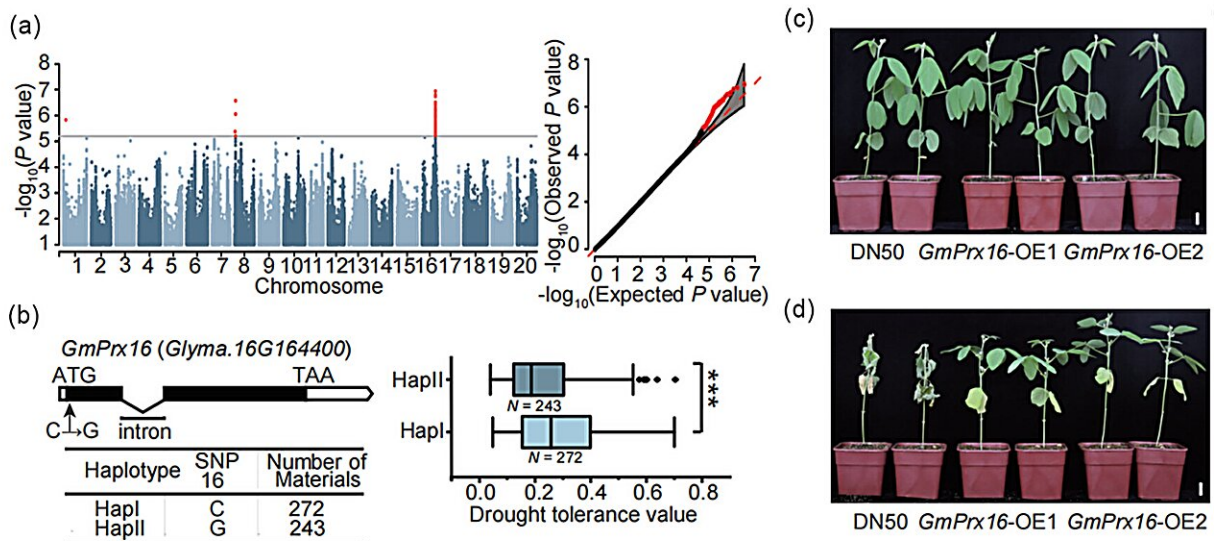 (a)
8
7
6
5
4
3
2
1
-log10(P value)
1 2 3 4 5 6 7 8 9 10 11 12 13 14 15 16 17 18 19 20
Chromosome
8
6
4
2
0
-log10(Observed P value)
0 1 2 3 4 5 6 7
-log10(Expected P value)
(b)
GmPrx16 (Glyma.16G164400)
ATG TAA
C→G intron
Haplotype SNP 16 Number of Materials
HapI C 272
HapII G 243
HapII
N = 243
HapI
N = 272
***
0.0 0.2 0.4 0.6 0.8
Drought tolerance value
(c)
DN50 GmPrx16-OE1 GmPrx16-OE2
(d)
DN50 GmPrx16-OE1 GmPrx16-OE2